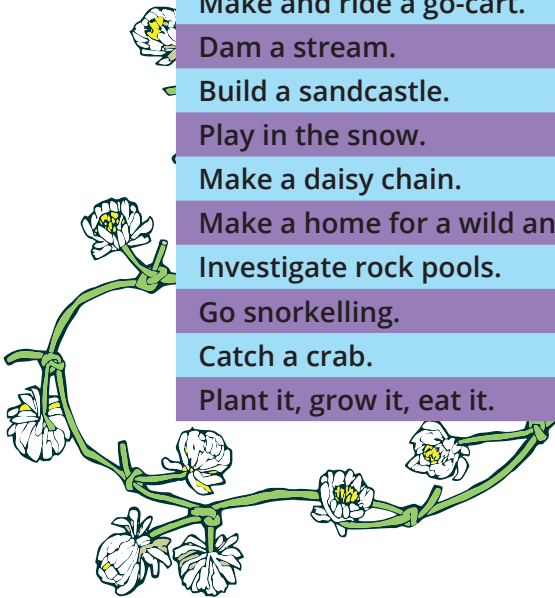 Make and ride a go-cart.
Dam a stream.
Build a sandcastle.
Play in the snow.
Make a daisy chain.
Make a home for a wild
Investigate rock pools.
Go snorkelling.
Catch a crab.
Plant it, grow it, eat it.